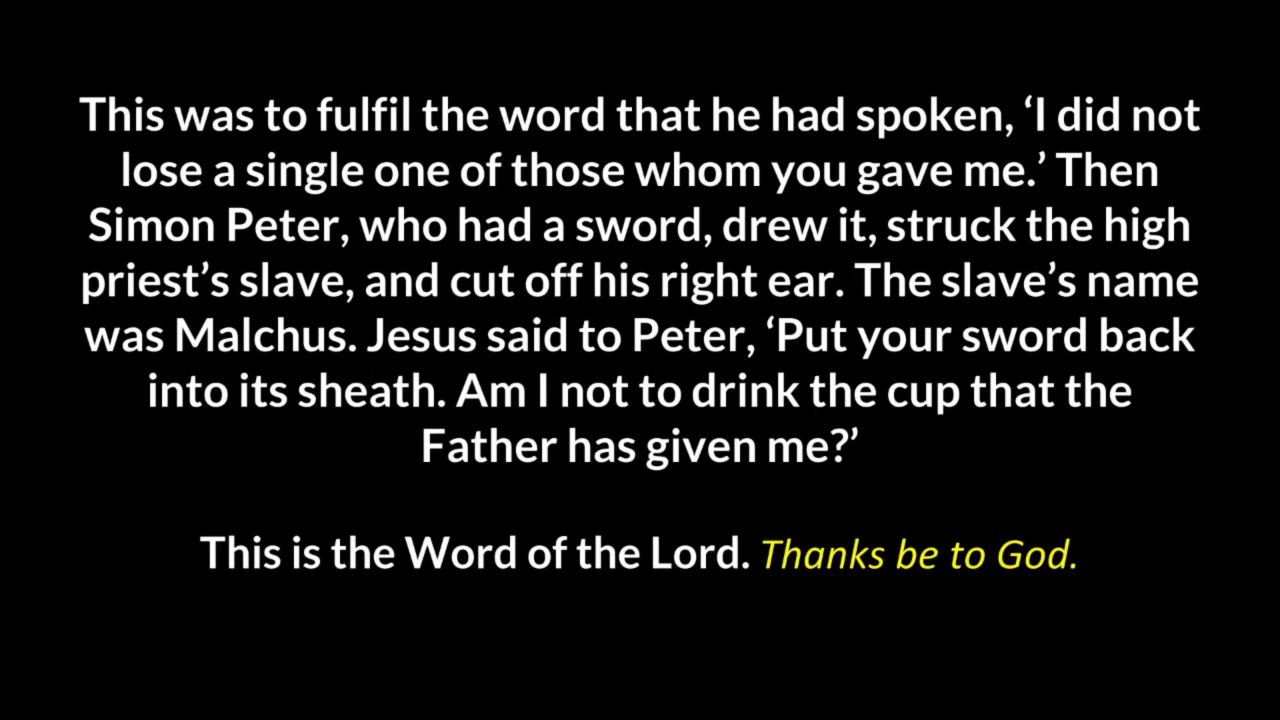 This was to fulfil the word that he had spoken, ‘I did not
lose a single one of those whom you gave me.’ Then
Simon Peter, who had a sword, drew it, struck the high
priest’s slave, and cut off his right ear. The slave’s name
was Malchus. Jesus said to Peter, ‘Put your sword back
into its sheath. Am I not to drink the cup that the
Father has given me?’
This is the Word of the Lord. Thanks be to God.